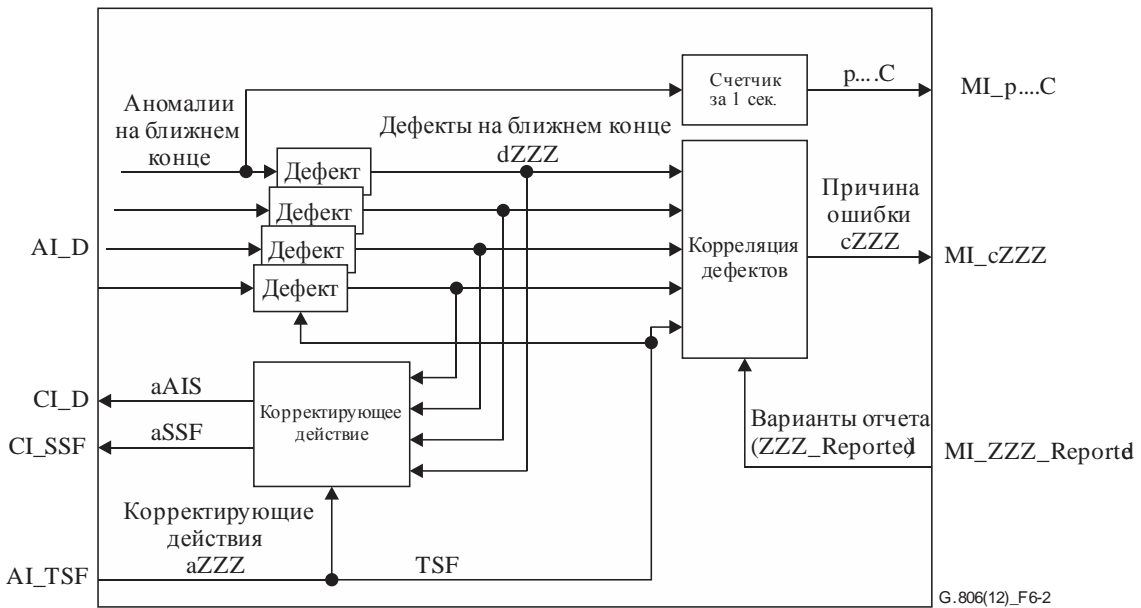 Аномалии
на ближнем
конце
Счетчик
за 1 сек.
p....C
MI_p....C
Дефекты на ближнем конце
dZZZ
Дефект
Дефект
Дефект
Дефект
AI_D
Корреляция
дефектов
Причина
ошибки
cZZZ
MI_cZZZ
CI_D
aAIS
CI_SSF
aSSF
Корректирующее
действие
Варианты отчета
(ZZZ_Reported)
MI_ZZZ_Reported
Корректирующие
действия
aZZZ
AI_TSF
TSF
G.806(12)_F6-2